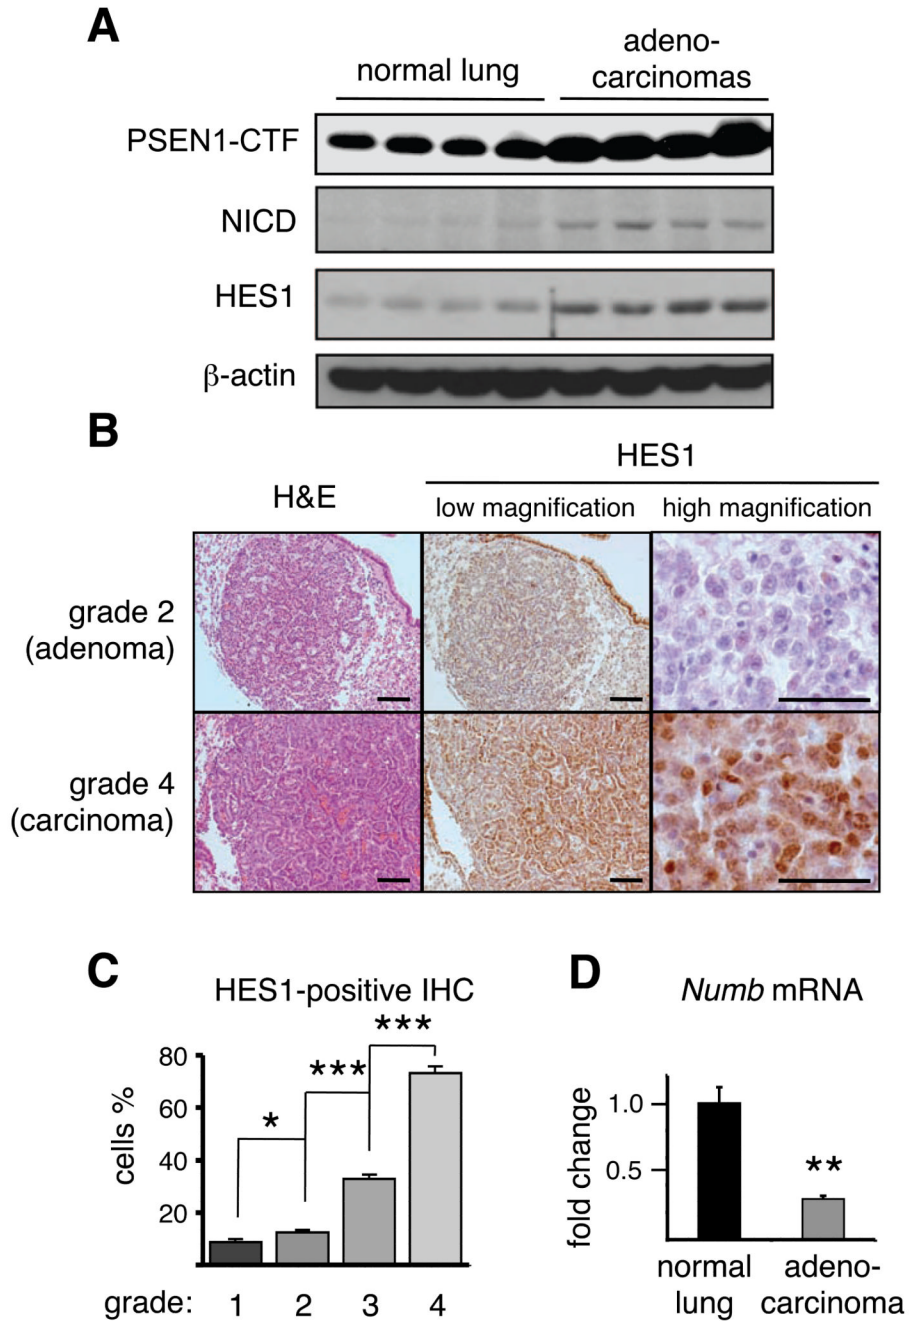 A
normal lung
adeno-
carcinomas
PSEN1-CTF
NICD
HES1
β-actin
B
HES1
H&E
low magnification
high magnification
grade 2
(adenoma)
grade 4
(carcinoma)
C
HES1-positive IHC
***
***
*
cells %
80
60
40
20
grade: 1 2 3 4
D
Numb mRNA
fold change
1.0
0.5
**
normal
lung
adeno-
carcinoma